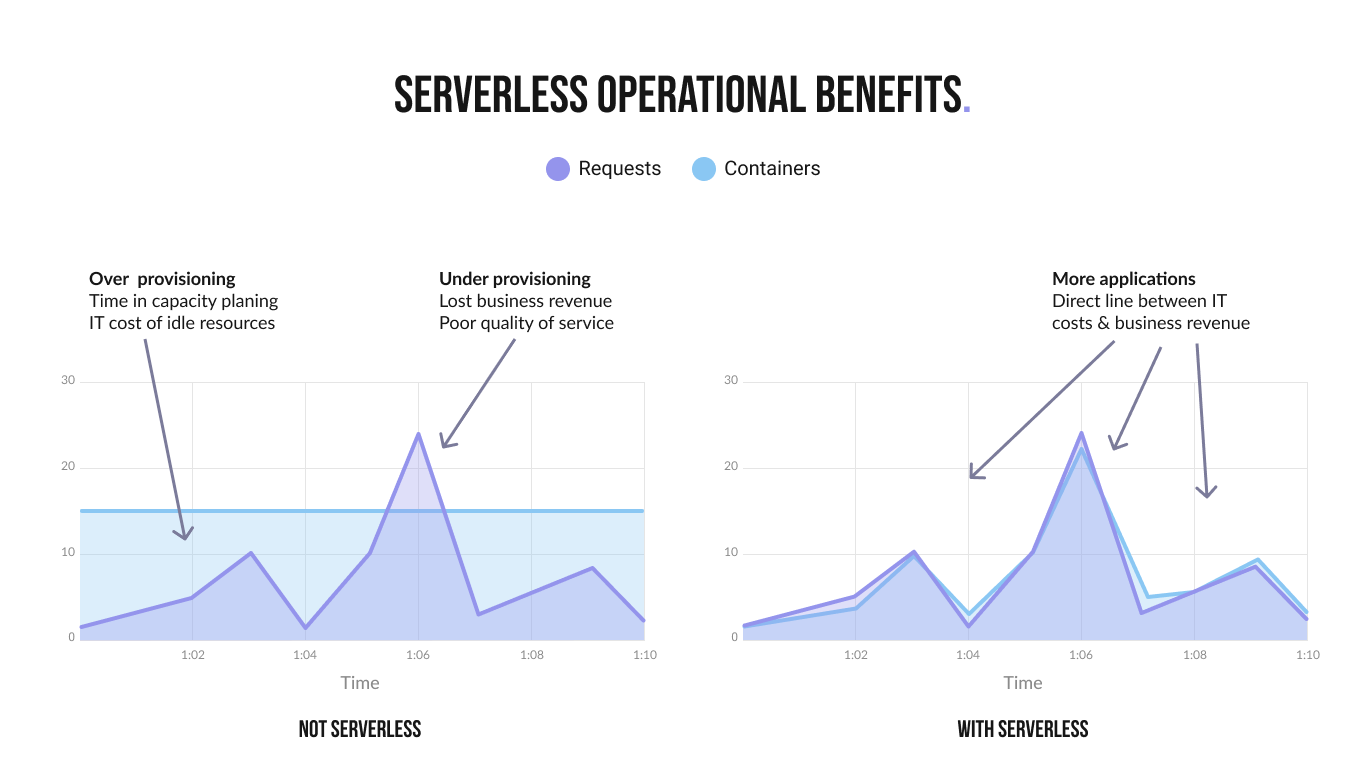 SERVERLESS OPERATIONAL BENEFITS.
Requests
Containers
Over  provisioning
Time in capacity planing
IT cost of idle resources
Under provisioning
Lost business revenue
Poor quality of service
30
20
10
0
1:02
1:04
1:06
1:08
1:10
Time
NOT SERVERLESS
More applications
Direct line between IT
costs & business revenue
30
20
10
0
1:02
1:04
1:06
1:08
1:10
Time
WITH SERVERLESS